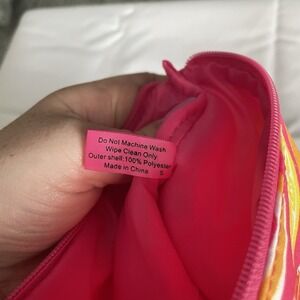 Do Not Machine Wash
Wipe Clean Only
Outer shell:100% Polyester
Made in China S